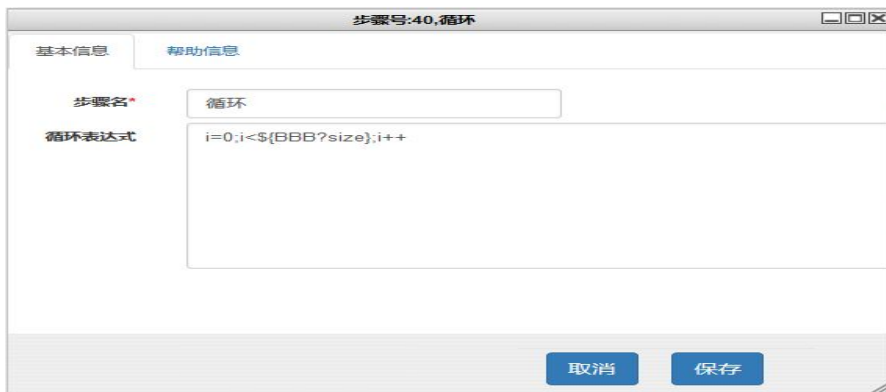 步骤号:40,循环
基本信息 帮助信息
步骤名* 循环
循环表达式 i=0;i<${BBB?size};i++
取消 保存